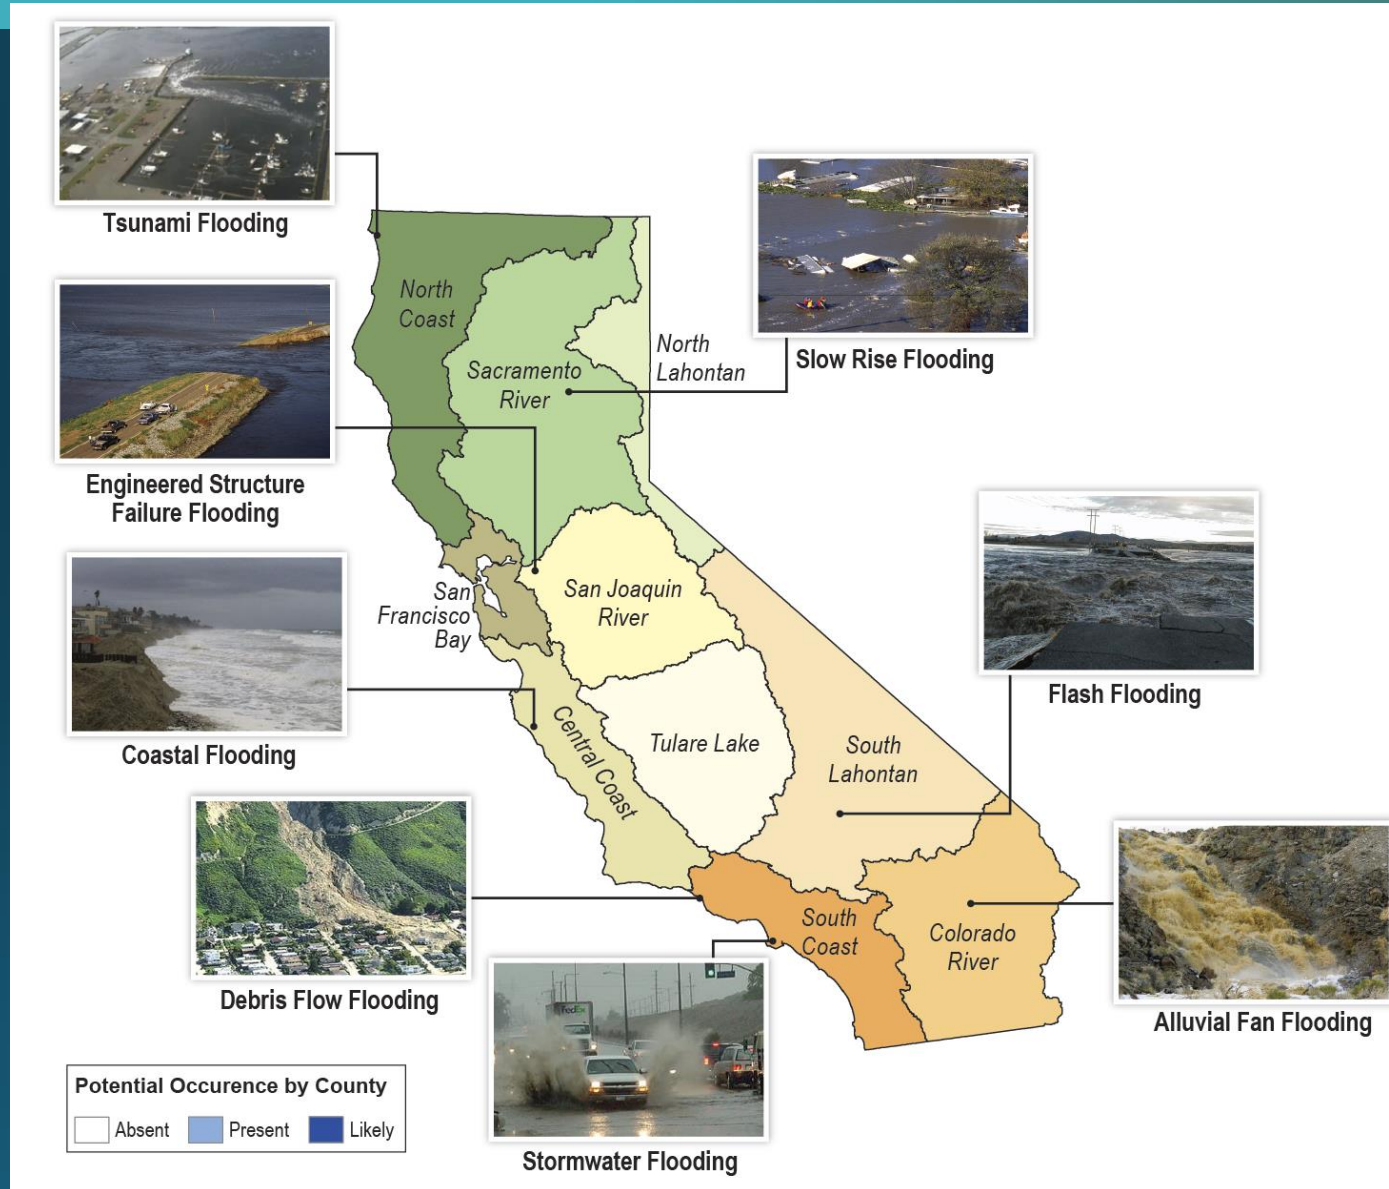 Tsunami Flooding
Engineered Structure
Failure Flooding
Coastal Flooding
Debris Flow Flooding
FedEx
Stormwater Flooding
Slow Rise Flooding
Flash Flooding
Alluvial Fan Flooding
North
Coast
Sacramento
River
North
Lahontan
San
Francisco
Bay
San Joaquin
River
Central Coast
Tulare Lake
South
Lahontan
South
Coast
Colorado
River
Potential Occurence by County
Absent
Present
Likely